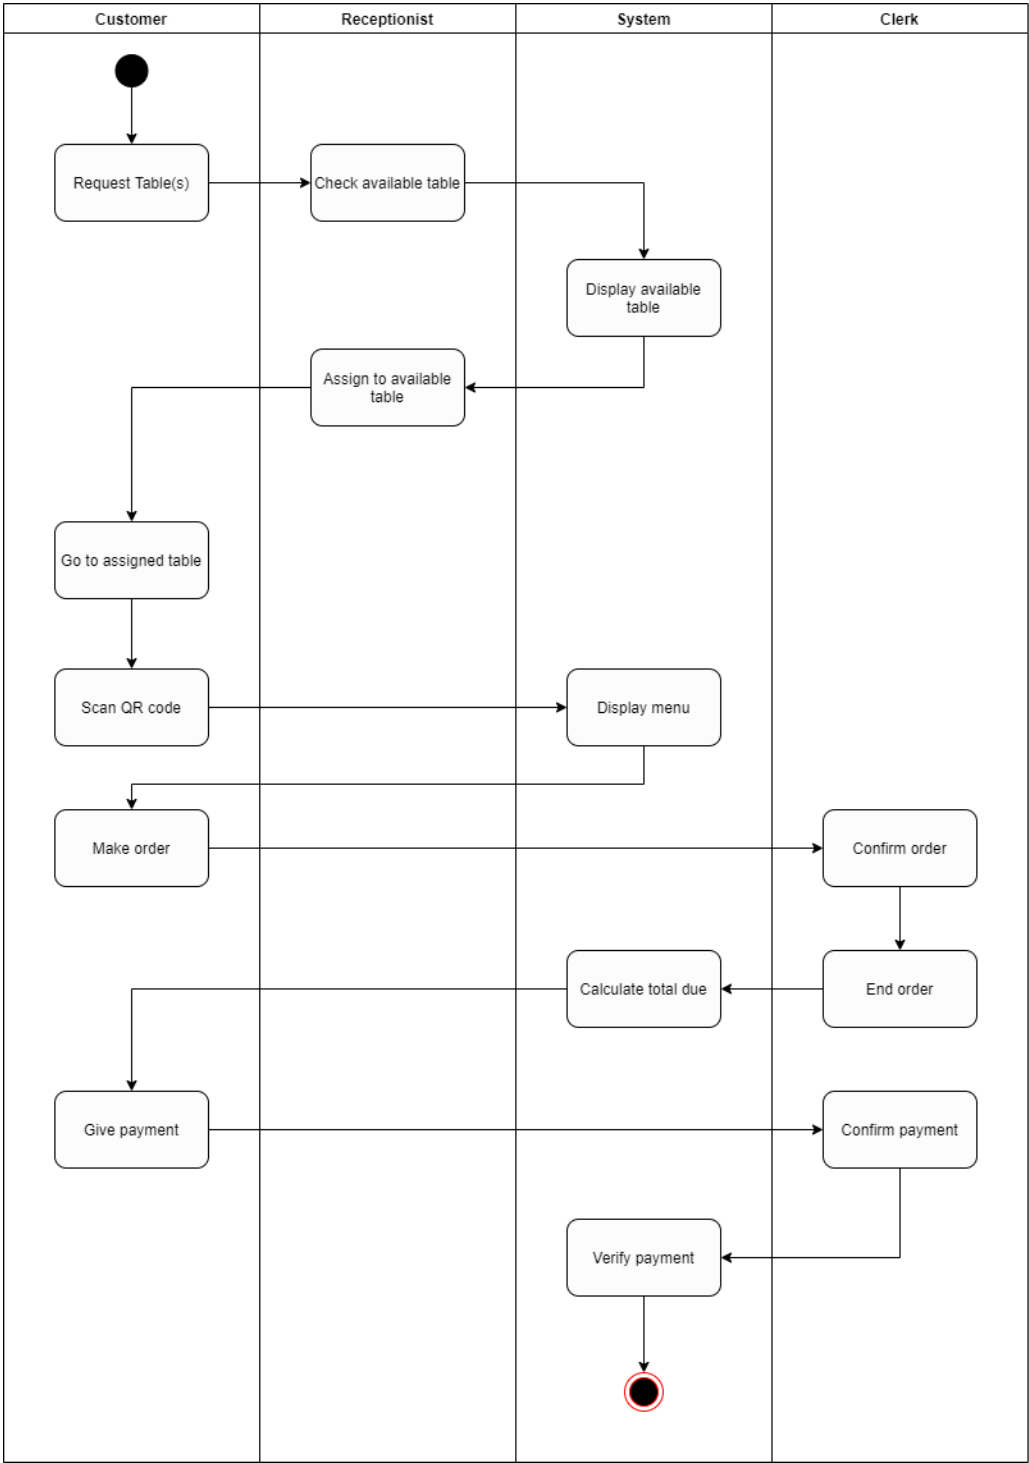 Customer
Receptionist
System
Clerk
Request Table(s)
Check available table
Display available
table
Assign to available
table
Go to assigned table
Scan QR code
Display menu
Make order
Confirm order
Calculate total due
End order
Give payment
Confirm payment
Verify payment